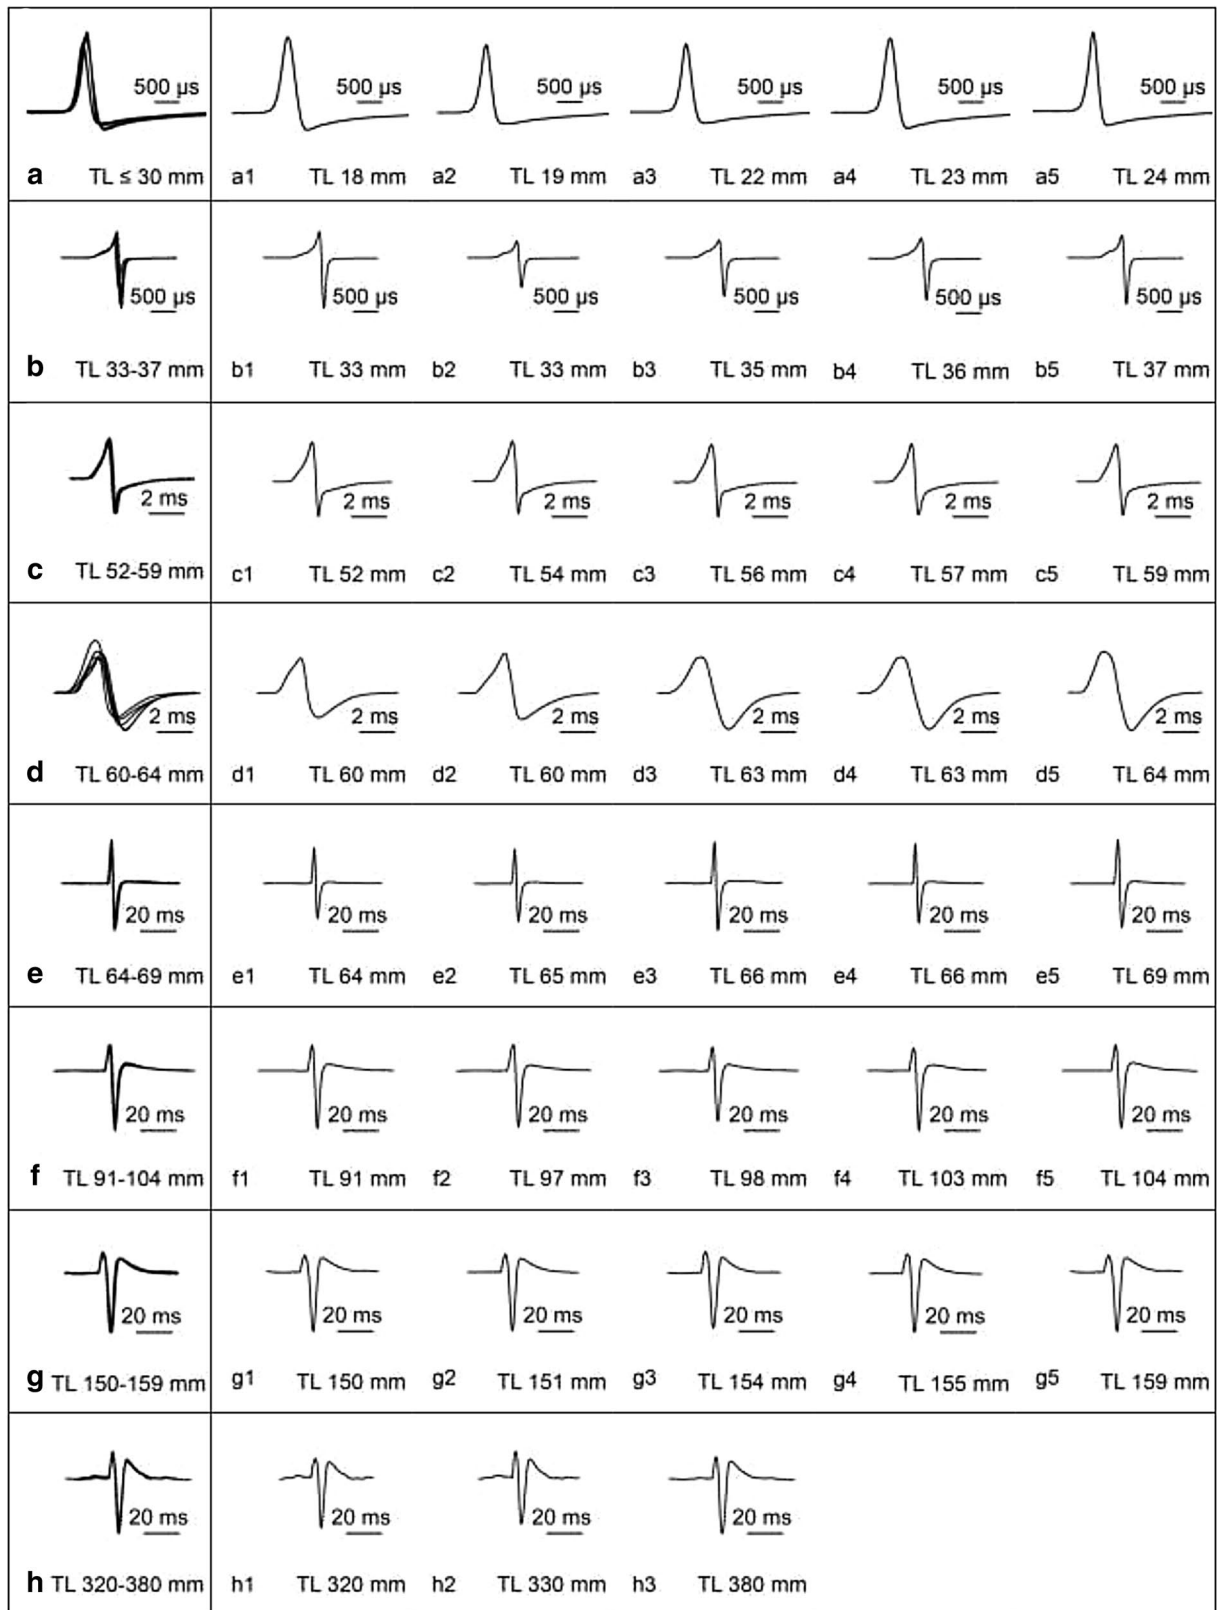 500 µs 500 µs 500 µs 500 µs 500 µs 500 µs
a TL ≤ 30 mm a1 TL 18 mm a2 TL 19 mm a3 TL 22 mm a4 TL 23 mm a5 TL 24 mm
500 µs 500 µs 500 µs 500 µs 500 µs 500 µs
b TL 33-37 mm b1 TL 33 mm b2 TL 33 mm b3 TL 35 mm b4 TL 36 mm b5 TL 37 mm
2 ms 2 ms 2 ms 2 ms 2 ms 2 ms
c TL 52-59 mm c1 TL 52 mm c2 TL 54 mm c3 TL 56 mm c4 TL 57 mm c5 TL 59 mm
2 ms 2 ms 2 ms 2 ms 2 ms 2 ms
d TL 60-64 mm d1 TL 60 mm d2 TL 60 mm d3 TL 63 mm d4 TL 63 mm d5 TL 64 mm
20 ms 20 ms 20 ms 20 ms 20 ms 20 ms
e TL 64-69 mm e1 TL 64 mm e2 TL 65 mm e3 TL 66 mm e4 TL 66 mm e5 TL 69 mm
20 ms 20 ms 20 ms 20 ms 20 ms 20 ms
f TL 91-104 mm f1 TL 91 mm f2 TL 97 mm f3 TL 98 mm f4 TL 103 mm f5 TL 104 mm
20 ms 20 ms 20 ms 20 ms 20 ms 20 ms
g TL 150-159 mm g1 TL 150 mm g2 TL 151 mm g3 TL 154 mm g4 TL 155 mm g5 TL 159 mm
20 ms 20 ms 20 ms 20 ms
h TL 320-380 mm h1 TL 320 mm h2 TL 330 mm h3 TL 380 mm